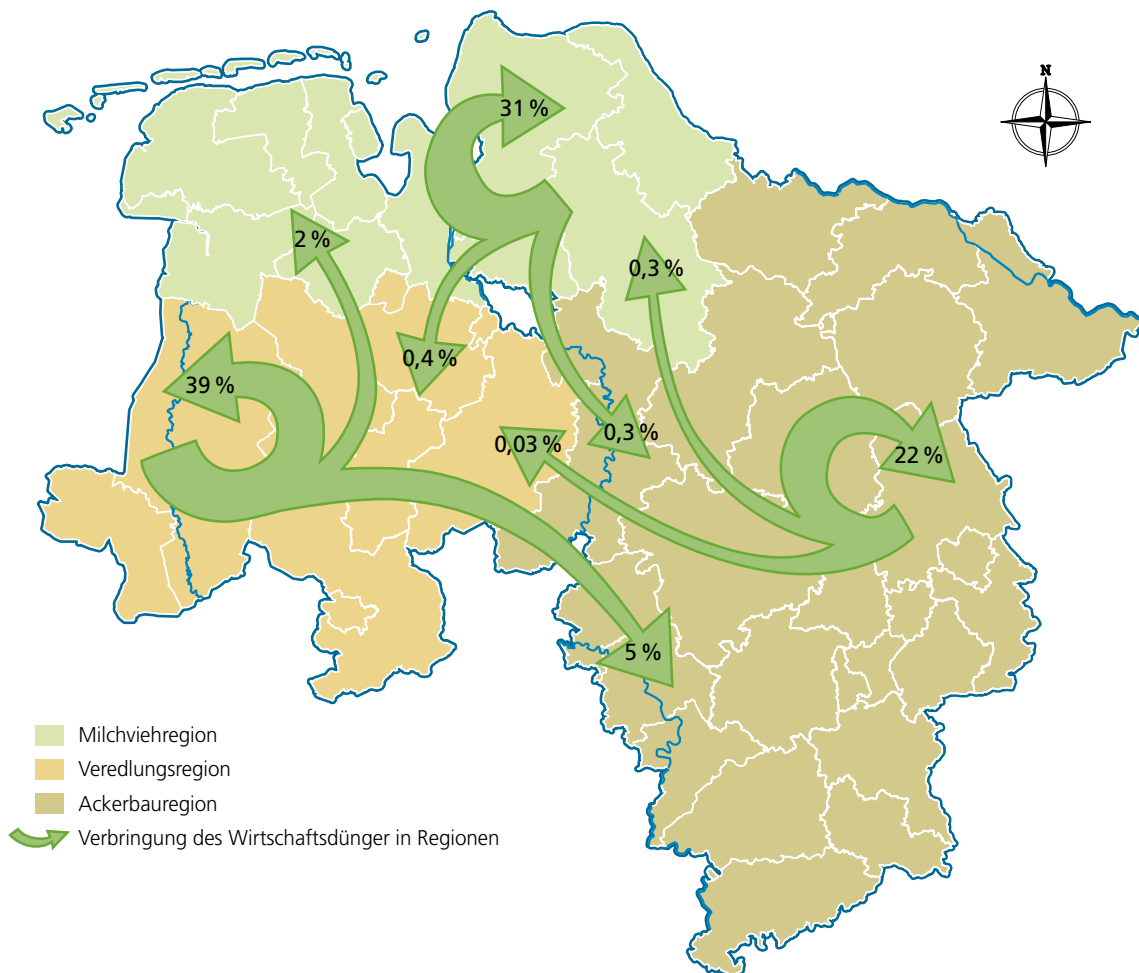 N
31 %
2 %
0,3 %
0,4 %
39 %
0,3 %
0,03 %
22 %
5 %
Milchviehregion
Veredlungsregion
Ackerbauregion
Verbringung des Wirtschaftsdünger in Regionen